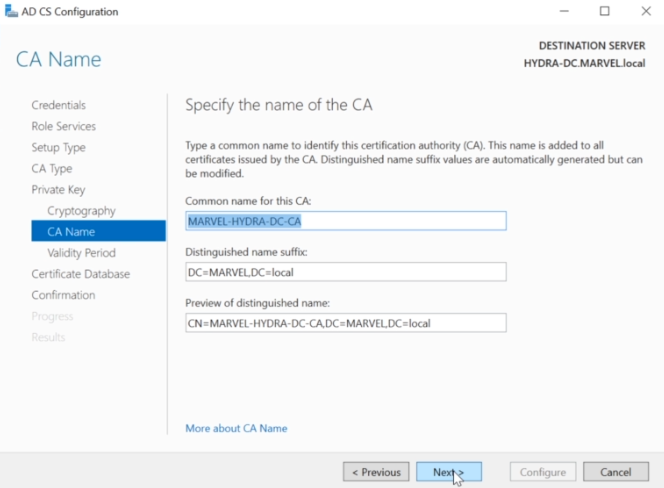 AD CS Configuration
CA Name
DESTINATION SERVER
HYDRA-DC.MARVEL.local
Credentials
Role Services
Setup Type
CA Type
Private Key
Cryptography
CA Name
Validity Period
Certificate Database
Confirmation
Progress
Results
Specify the name of the CA
Type a common name to identify this certification authority (CA). This name is added to all
certificates issued by the CA. Distinguished name suffix values are automatically generated but can
be modified.
Common name for this CA:
MARVEL-HYDRA-DC-CA
Distinguished name suffix:
DC=MARVEL,DC=local
Preview of distinguished name:
CN=MARVEL-HYDRA-DC-CA,DC=MARVEL,DC=local
More about CA Name
< Previous
Next >
Configure
Cancel